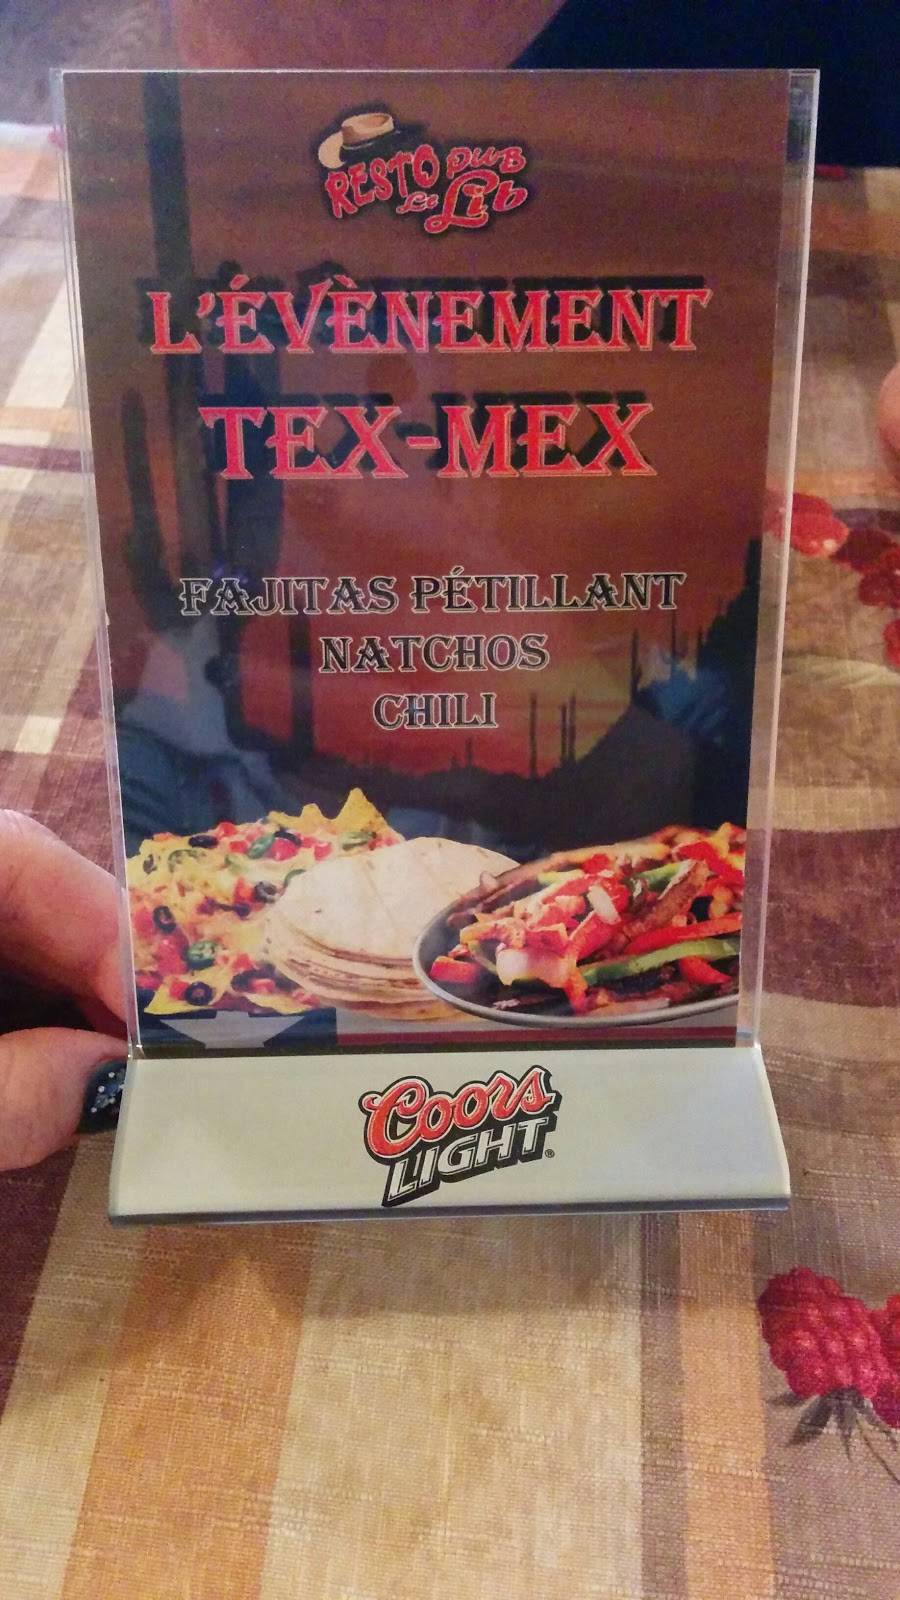 RESTO PUB
Le Lib
L'ÉVÈNEMENT
TEX-MEX
FAJITAS PÉTILLANT
NATCHOS
CHILI
Coors
LIGHT®